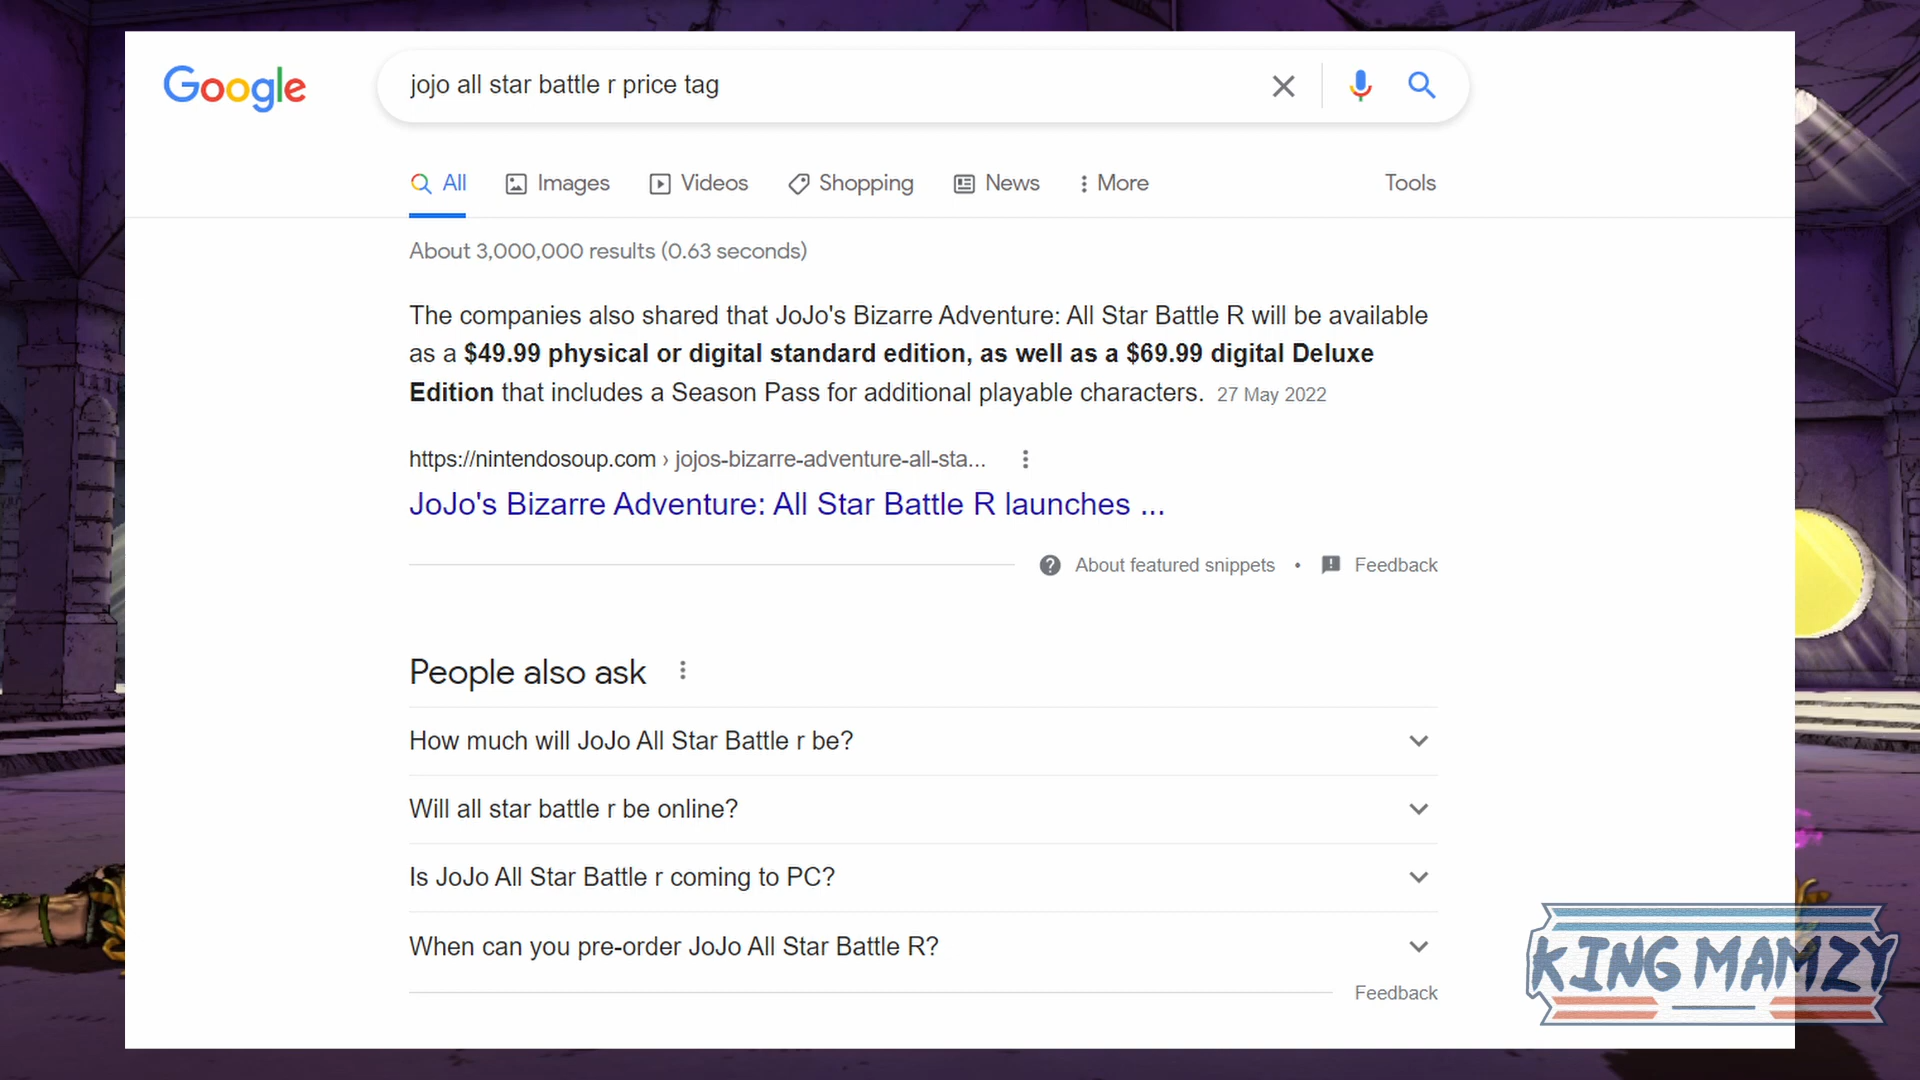 Google
jojo all star battle r price tag
All Images Videos Shopping News More Tools
About 3,000,000 results (0.63 seconds)
The companies also shared that JoJo's Bizarre Adventure: All Star Battle R will be available
as a $49.99 physical or digital standard edition, as well as a $69.99 digital Deluxe
Edition that includes a Season Pass for additional playable characters. 27 May 2022
https://nintendosoup.com › jojos-bizarre-adventure-all-sta...
JoJo's Bizarre Adventure: All Star Battle R launches ...
About featured snippets • Feedback
People also ask
How much will JoJo All Star Battle r be?
Will all star battle r be online?
Is JoJo All Star Battle r coming to PC?
When can you pre-order JoJo All Star Battle R?
Feedback
KING MAMZY